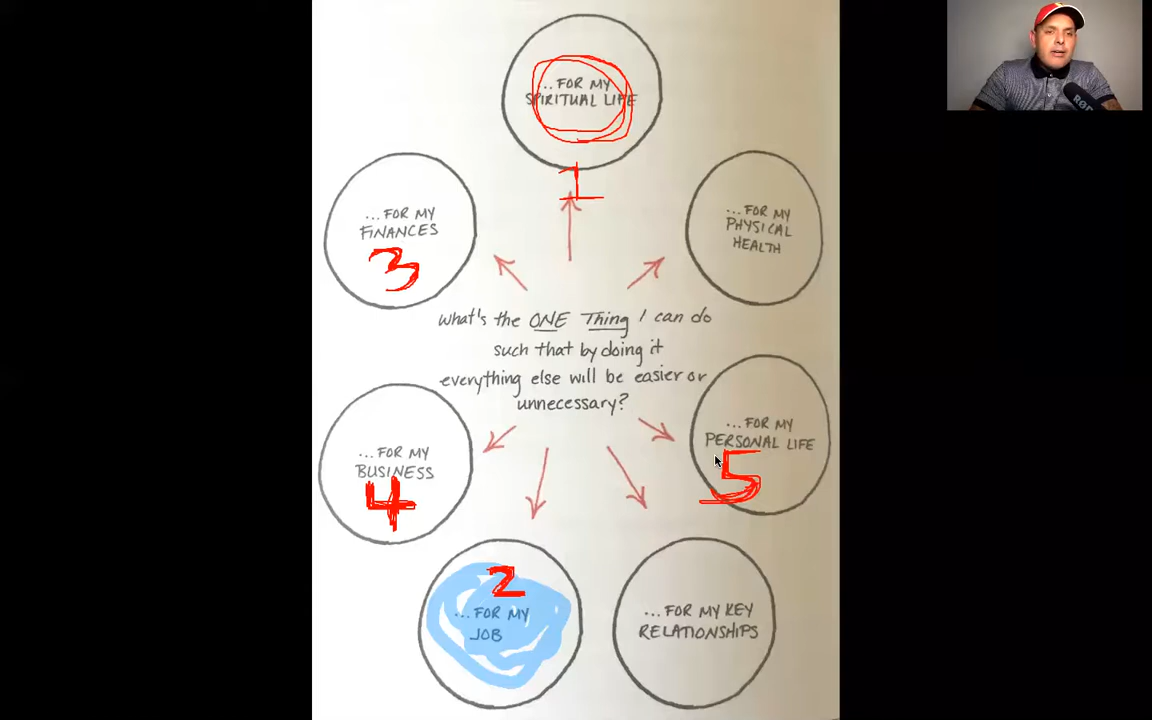 ...FOR MY
SPIRITUAL LIFE
1
...FOR MY
FINANCES
3
...FOR MY
PHYSICAL
HEALTH
What's the ONE Thing I can do
such that by doing it
everything else will be easier or
unnecessary?
...FOR MY
BUSINESS
4
...FOR MY
PERSONAL LIFE
5
2
...FOR MY
JOB
...FOR MY KEY
RELATIONSHIPS
RØDE